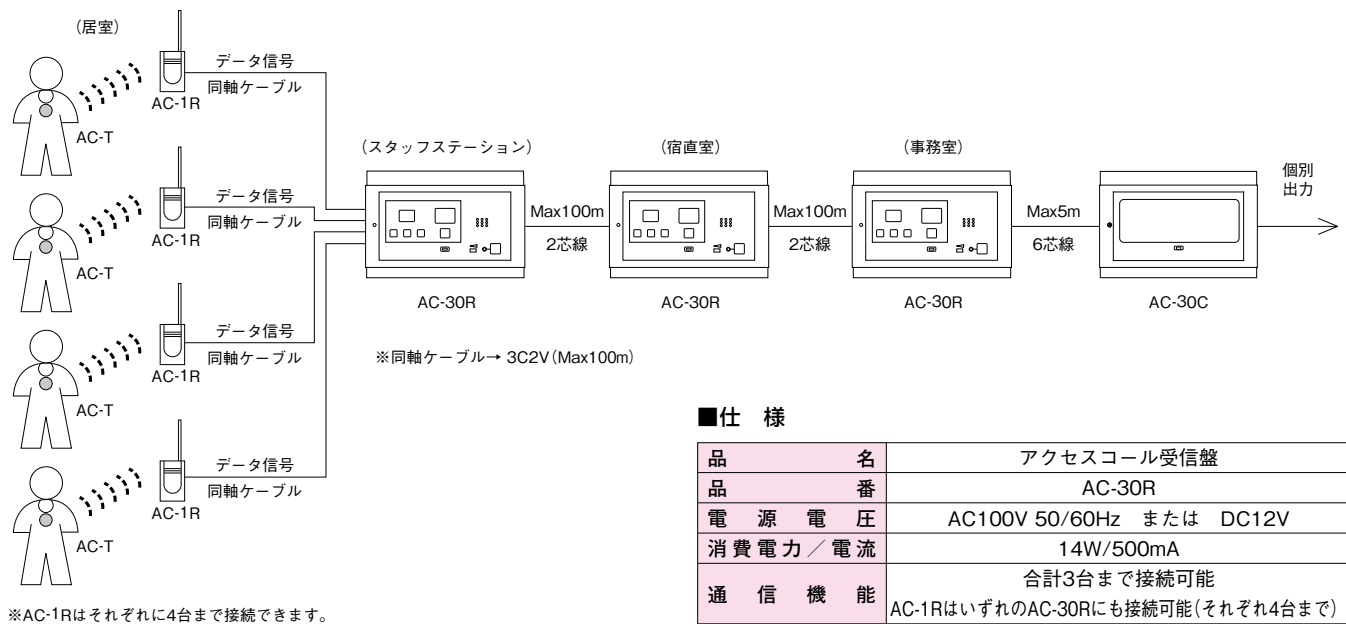 (居室)
データ信号
同軸ケーブル
AC-1R
AC-T
データ信号
同軸ケーブル
AC-1R
AC-T
データ信号
同軸ケーブル
AC-1R
AC-T
データ信号
同軸ケーブル
AC-1R
AC-T
※AC-1Rはそれぞれに4台まで接続できます。
(スタッフステーション)
AC-30R
Max100m
2芯線
(宿直室)
AC-30R
Max100m
2芯線
(事務室)
AC-30R
Max5m
6芯線
AC-30C
個別
出力
※同軸ケーブル→ 3C2V(Max100m)
■仕 様
品 名 アクセスコール受信盤
品 番 AC-30R
電 源 電 圧 AC100V 50/60Hz または DC12V
消費電力/電流 14W/500mA
通 信 機 能 合計3台まで接続可能
AC-1RはいずれのAC-30Rにも接続可能(それぞれ4台まで)